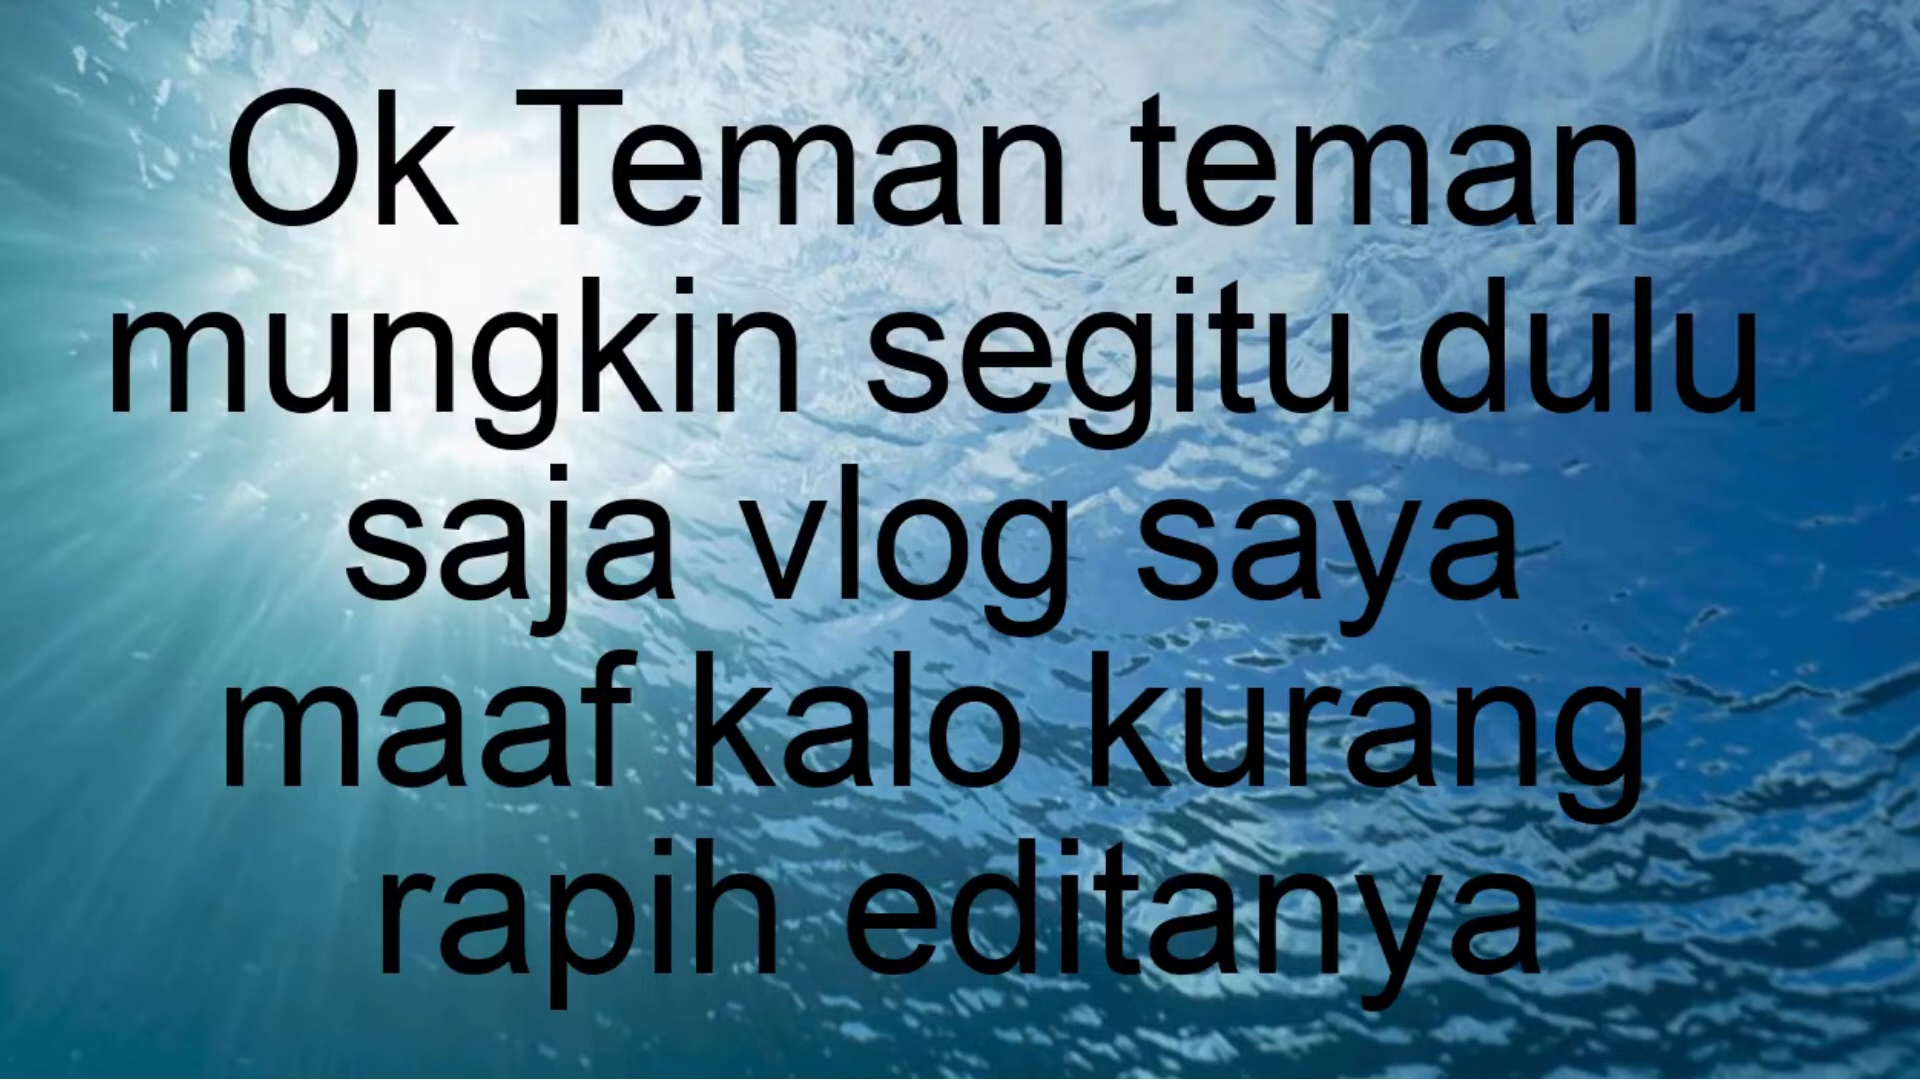 Ok Teman teman
mungkin segitu dulu
saja vlog saya
maaf kalo kurang
rapih editanya